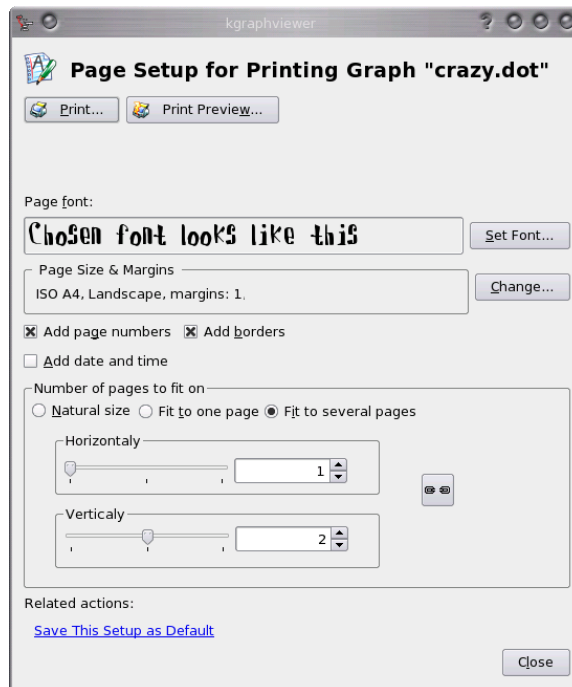 kgraphviewer
Page Setup for Printing Graph "crazy.dot"
Print... Print Preview...
Page font:
Chosen font looks like this Set Font...
Page Size & Margins
ISO A4, Landscape, margins: 1. Change...
Add page numbers Add borders
Add date and time
Number of pages to fit on
Natural size Fit to one page Fit to several pages
Horizontaly
1
Verticaly
2
Related actions:
Save This Setup as Default
Close